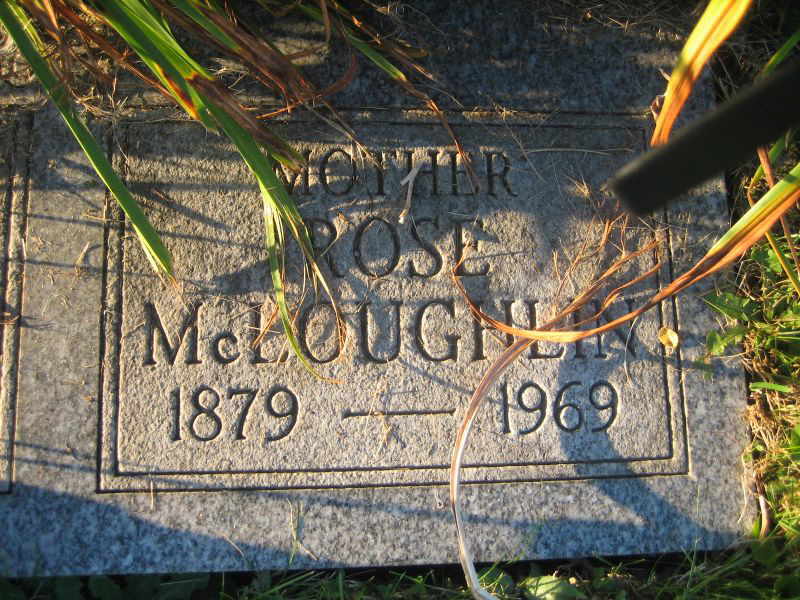 MOTHER
ROSE
McLOUGHLIN
1879 — 1969